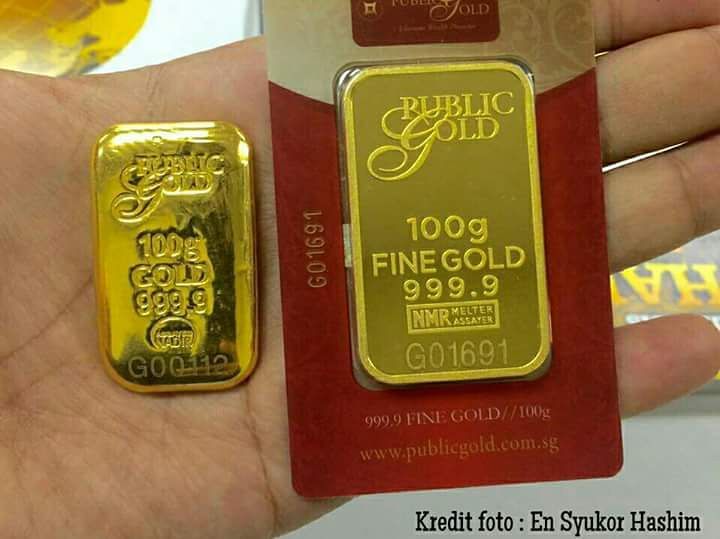 PUBLIC
GOLD
100g
GOLD
999.9
G00112
GOLD
PUBLIC
GOLD
100g
FINE GOLD
999.9
NMR MELTER
ASSAYER
G01691
G01691
999.9 FINE GOLD//100g
www.publicgold.com.sg
Kredit foto : En Syukor Hashim